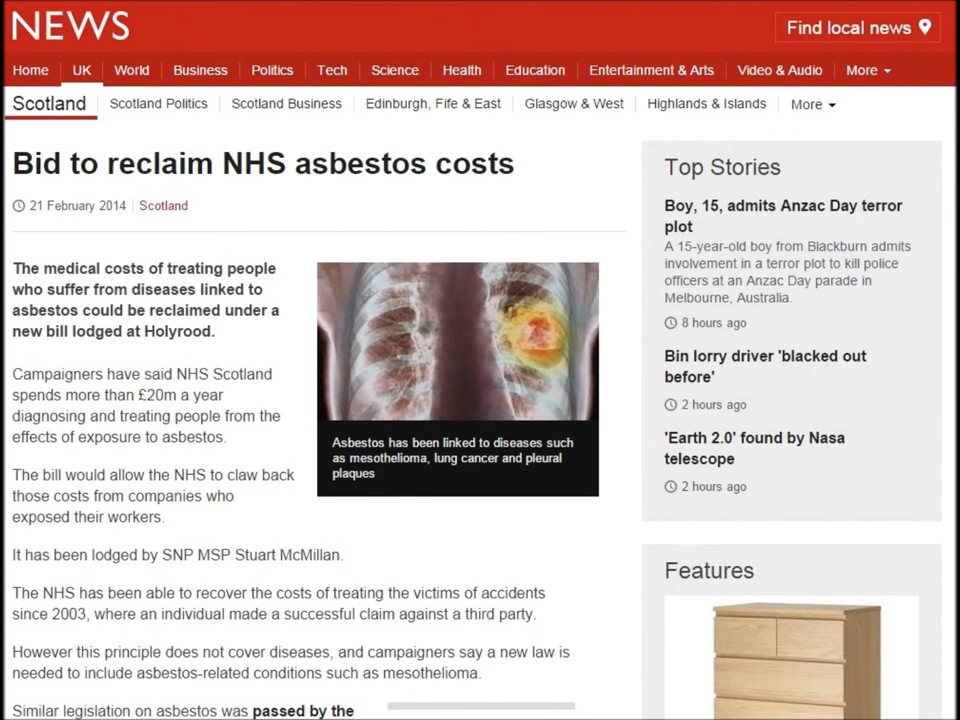 NEWS
Find local news
Home UK World Business Politics Tech Science Health Education Entertainment & Arts Video & Audio More
Scotland Scotland Politics Scotland Business Edinburgh, Fife & East Glasgow & West Highlands & Islands More
Bid to reclaim NHS asbestos costs
21 February 2014 Scotland
The medical costs of treating people
who suffer from diseases linked to
asbestos could be reclaimed under a
new bill lodged at Holyrood.
Campaigners have said NHS Scotland
spends more than £20m a year
diagnosing and treating people from the
effects of exposure to asbestos.
The bill would allow the NHS to claw back
those costs from companies who
exposed their workers.
Asbestos has been linked to diseases such
as mesothelioma, lung cancer and pleural
plaques
It has been lodged by SNP MSP Stuart McMillan.
The NHS has been able to recover the costs of treating the victims of accidents
since 2003, where an individual made a successful claim against a third party.
However this principle does not cover diseases, and campaigners say a new law is
needed to include asbestos-related conditions such as mesothelioma.
Similar legislation on asbestos was passed by the
Top Stories
Boy, 15, admits Anzac Day terror
plot
A 15-year-old boy from Blackburn admits
involvement in a terror plot to kill police
officers at an Anzac Day parade in
Melbourne, Australia.
8 hours ago
Bin lorry driver 'blacked out
before'
2 hours ago
'Earth 2.0' found by Nasa
telescope
2 hours ago
Features